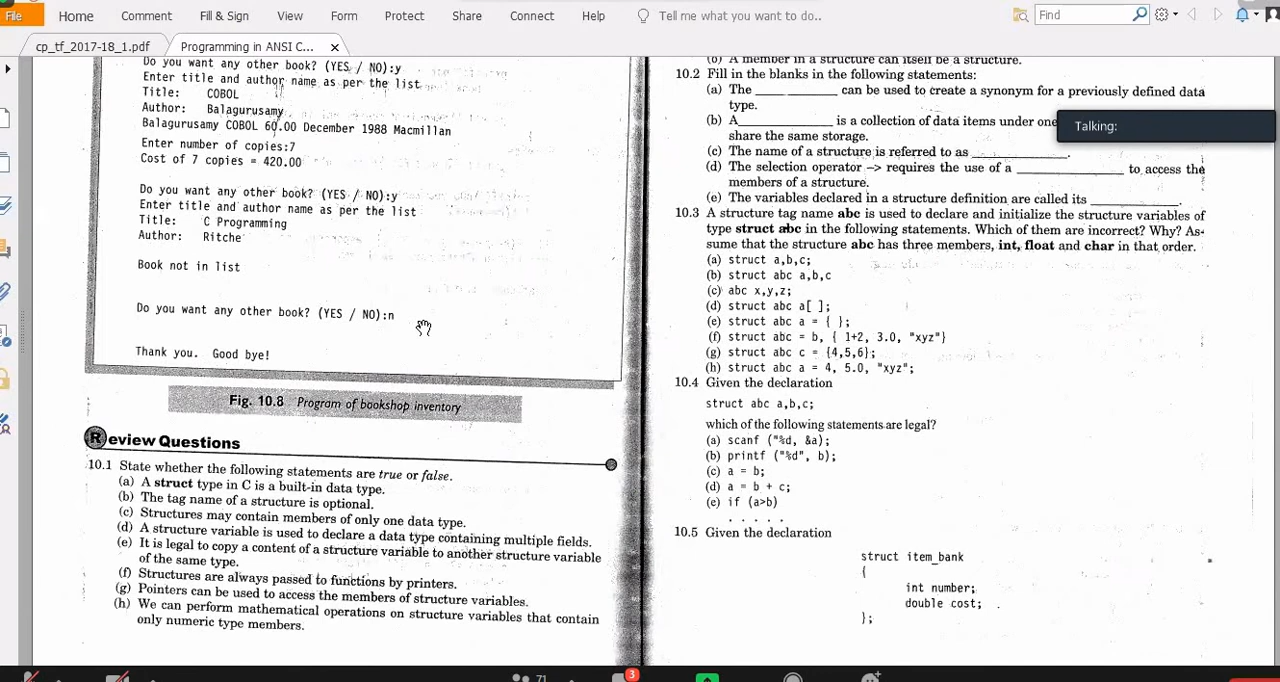 File Home Comment Fill & Sign View Form Protect Share Connect Help Tell me what you want to do.. Find
cp_tf_2017-18_1.pdf Programming in ANSI C... ×
Do you want any other book? (YES / NO):y
Enter title and author name as per the list
Title: COBOL
Author: Balagurusamy
Balagurusamy COBOL 60.00 December 1988 Macmillan
Enter number of copies:7
Cost of 7 copies = 420.00
Do you want any other book? (YES / NO):y
Enter title and author name as per the list
Title: C Programming
Author: Ritche
Book not in list
Do you want any other book? (YES / NO):n
Thank you. Good bye!
Fig. 10.8 Program of bookshop inventory
Review Questions
10.1 State whether the following statements are true or false.
(a) A struct type in C is a built-in data type.
(b) The tag name of a structure is optional.
(c) Structures may contain members of only one data type.
(d) A structure variable is used to declare a data type containing multiple fields.
(e) It is legal to copy a content of a structure variable to another structure variable
of the same type.
(f) Structures are always passed to functions by printers.
(g) Pointers can be used to access the members of structure variables.
(h) We can perform mathematical operations on structure variables that contain
only numeric type members.
A member in a structure can itself be a structure.
10.2 Fill in the blanks in the following statements:
(a) The __________ can be used to create a synonym for a previously defined data
type.
(b) A__________ is a collection of data items under one
share the same storage.
(c) The name of a structure is referred to as __________.
(d) The selection operator -> requires the use of a __________ to access the
members of a structure.
(e) The variables declared in a structure definition are called its __________.
10.3 A structure tag name abc is used to declare and initialize the structure variables of
type struct abc in the following statements. Which of them are incorrect? Why? As-
sume that the structure abc has three members, int, float and char in that order.
(a) struct a,b,c;
(b) struct abc a,b,c
(c) abc x,y,z;
(d) struct abc a[ ];
(e) struct abc a = { };
(f) struct abc = b, { 1+2, 3.0, "xyz"}
(g) struct abc c = {4,5,6};
(h) struct abc a = 4, 5.0, "xyz";
10.4 Given the declaration
struct abc a,b,c;
which of the following statements are legal?
(a) scanf ("%d, &a);
(b) printf ("%d", b);
(c) a = b;
(d) a = b + c;
(e) if (a>b)
. . . . .
10.5 Given the declaration
struct item_bank
{
int number;
double cost;
};
Talking:
71 3